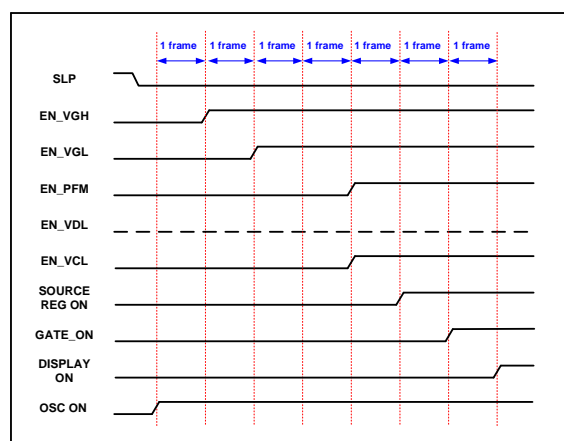 1 frame 1 frame 1 frame 1 frame 1 frame 1 frame 1 frame
SLP
EN_VGH
EN_VGL
EN_PFM
EN_VDL
EN_VCL
SOURCE
REG ON
GATE_ON
DISPLAY
ON
OSC ON